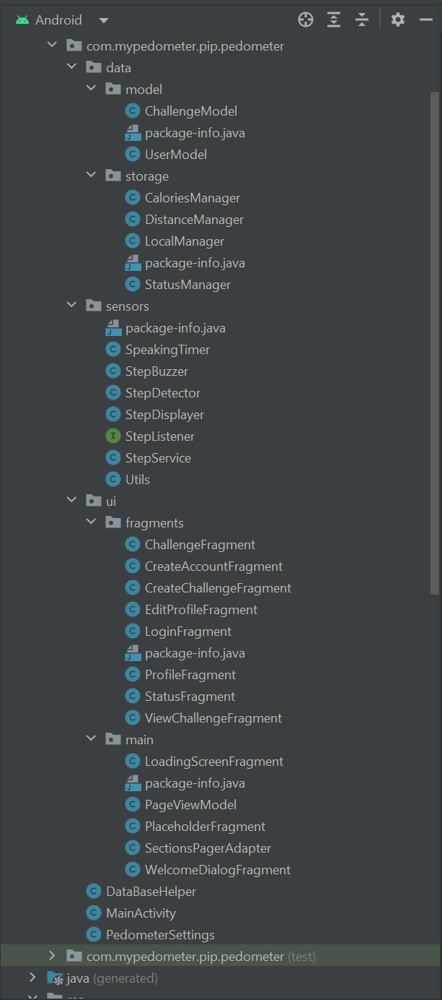 Android
com.mypedometer.pip.pedometer
data
model
ChallengeModel
package-info.java
UserModel
storage
CaloriesManager
DistanceManager
LocalManager
package-info.java
StatusManager
sensors
package-info.java
SpeakingTimer
StepBuzzer
StepDetector
StepDisplayer
StepListener
StepService
Utils
ui
fragments
ChallengeFragment
CreateAccountFragment
CreateChallengeFragment
EditProfileFragment
LoginFragment
package-info.java
ProfileFragment
StatusFragment
ViewChallengeFragment
main
LoadingScreenFragment
package-info.java
PageViewModel
PlaceholderFragment
SectionsPagerAdapter
WelcomeDialogFragment
DataBaseHelper
MainActivity
PedometerSettings
com.mypedometer.pip.pedometer (test)
java (generated)